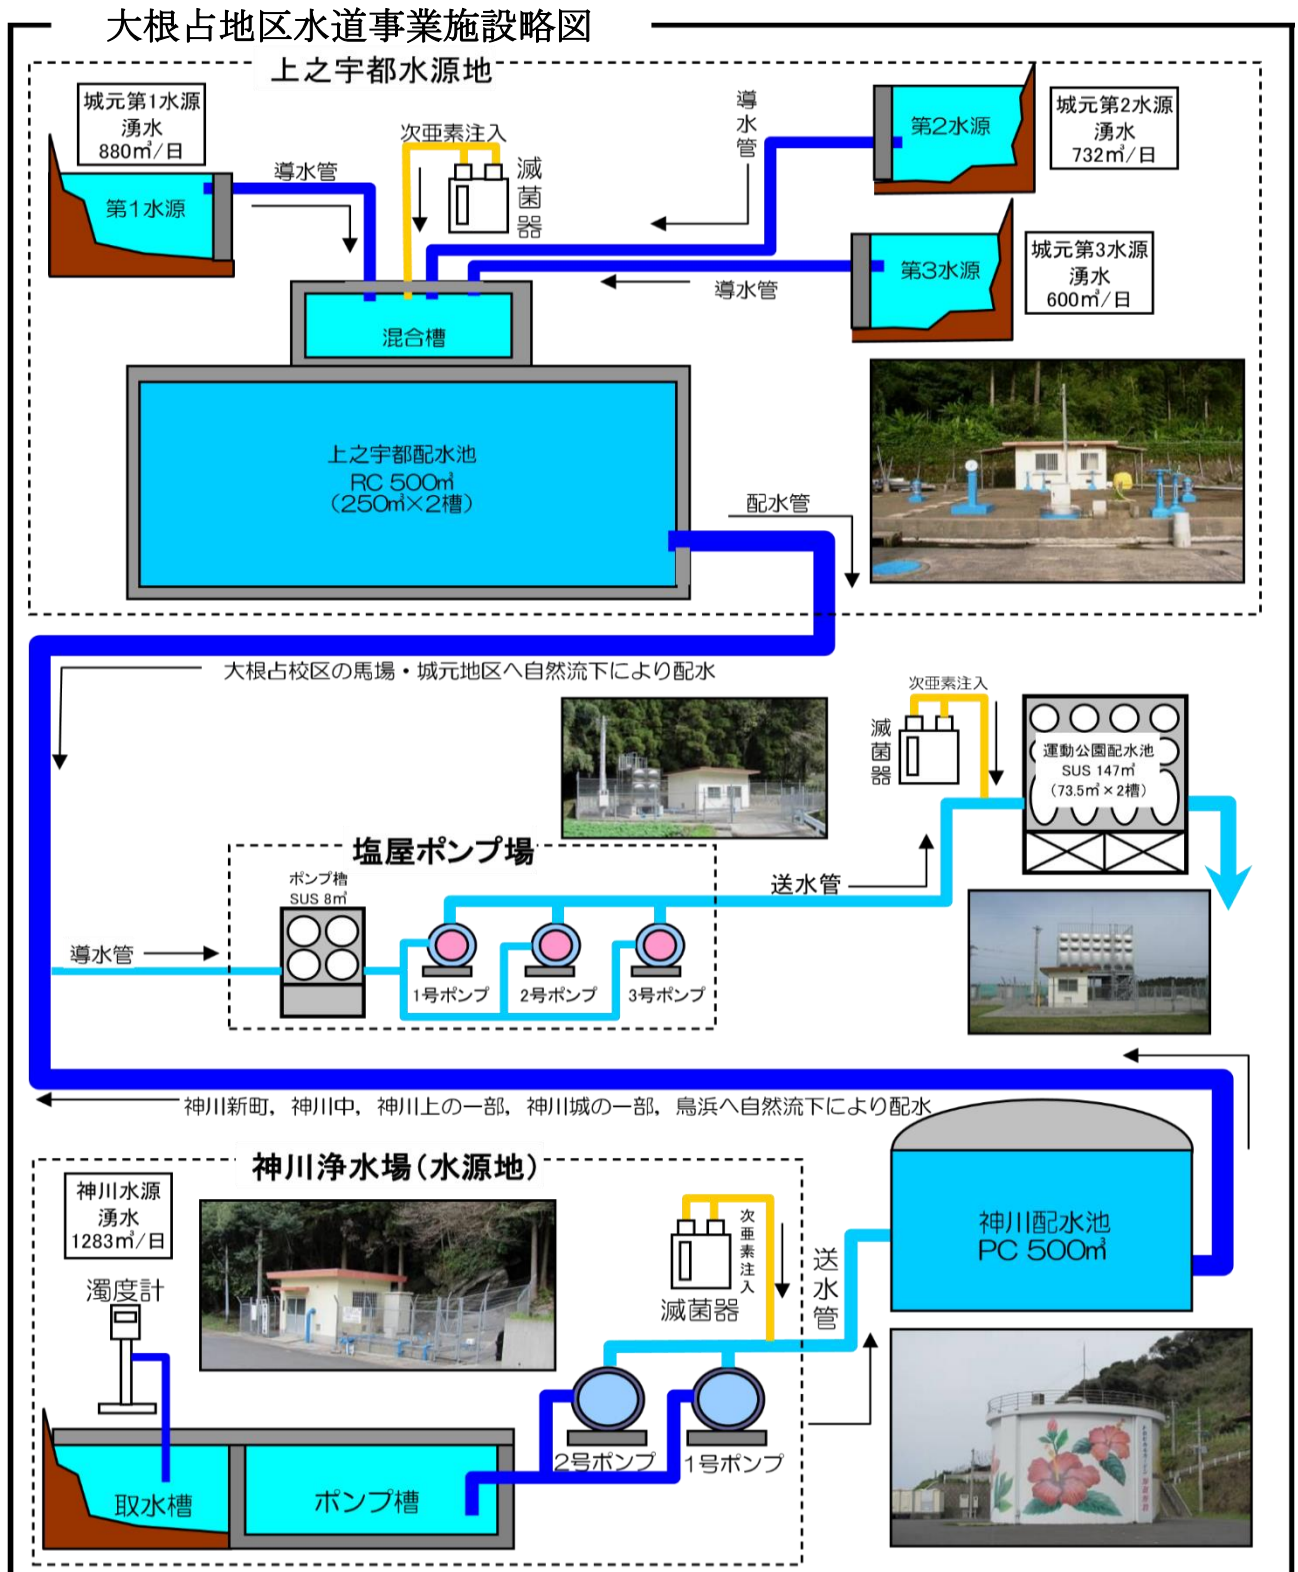 大根占地区水道事業施設略図
上之宇都水源地
城元第1水源
湧水
880㎥/日
第1水源
導水管
次亜素注入
滅菌器
導水管
第2水源
城元第2水源
湧水
732㎥/日
第3水源
導水管
城元第3水源
湧水
600㎥/日
混合槽
上之宇都配水池
RC 500㎥
(250㎥×2槽)
配水管
大根占校区の馬場・城元地区へ自然流下により配水
次亜素注入
滅菌器
運動公園配水池
SUS 147㎥
(73.5㎥×2槽)
塩屋ポンプ場
ポンプ槽
SUS 8㎥
送水管
導水管
1号ポンプ
2号ポンプ
3号ポンプ
神川新町，神川中，神川上の一部，神川城の一部，鳥浜へ自然流下により配水
神川浄水場(水源地)
神川水源
湧水
1283㎥/日
濁度計
次亜素注入
滅菌器
送水管
神川配水池
PC 500㎥
2号ポンプ
1号ポンプ
取水槽
ポンプ槽